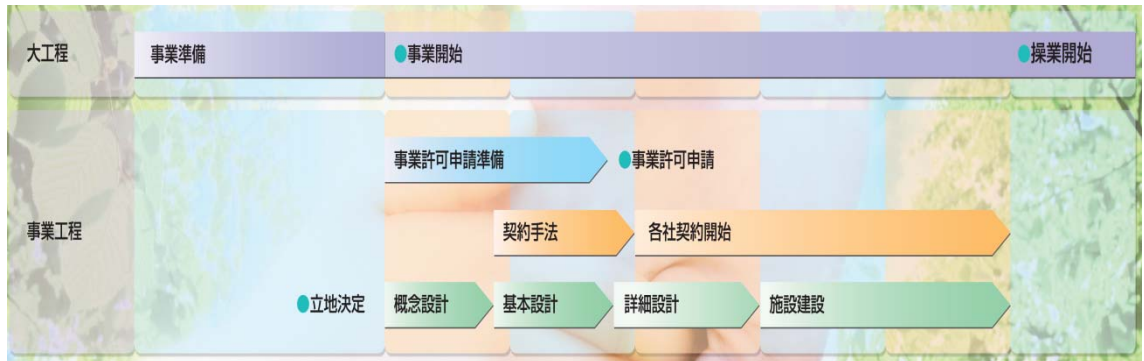 大工程
事業準備
●事業開始
●操業開始
事業許可申請準備
●事業許可申請
事業工程
契約手法
各社契約開始
●立地決定
概念設計
基本設計
詳細設計
施設建設